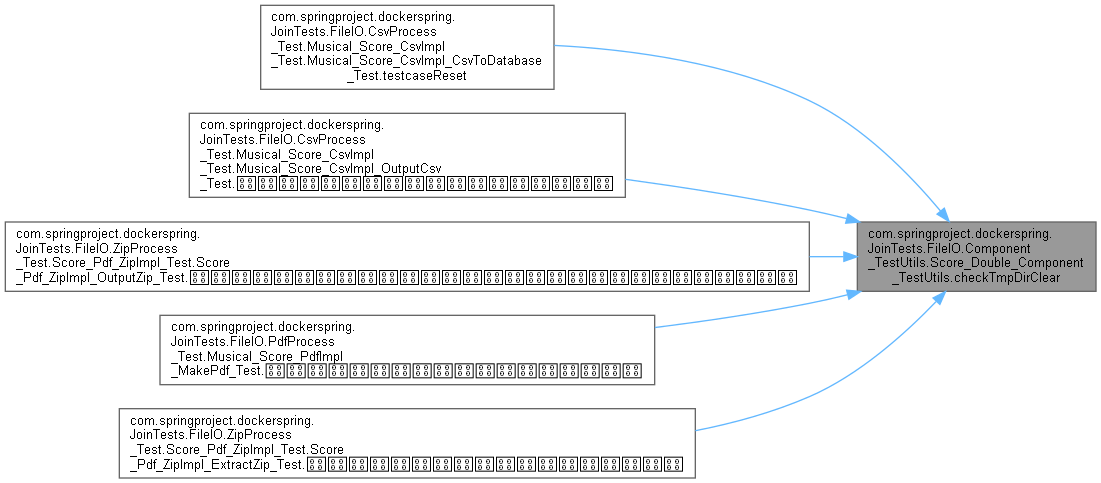 com.springproject.dockerspring.
JoinTests.FileIO.CsvProcess
_Test.Musical_Score_CsvImpl
_Test.Musical_Score_CsvImpl_CsvToDatabase
_Test.testcaseReset
com.springproject.dockerspring.
JoinTests.FileIO.CsvProcess
_Test.Musical_Score_CsvImpl
_Test.Musical_Score_CsvImpl_OutputCsv
_Test.
com.springproject.dockerspring.
JoinTests.FileIO.ZipProcess
_Test.Score_Pdf_ZipImpl_Test.Score
_Pdf_ZipImpl_OutputZip_Test.
com.springproject.dockerspring.
JoinTests.FileIO.PdfProcess
_Test.Musical_Score_PdfImpl
_MakePdf_Test.
com.springproject.dockerspring.
JoinTests.FileIO.ZipProcess
_Test.Score_Pdf_ZipImpl_Test.Score
_Pdf_ZipImpl_ExtractZip_Test.
com.springproject.dockerspring.
JoinTests.FileIO.Component
_TestUtils.Score_Double_Component
_TestUtils.checkTmpDirClear